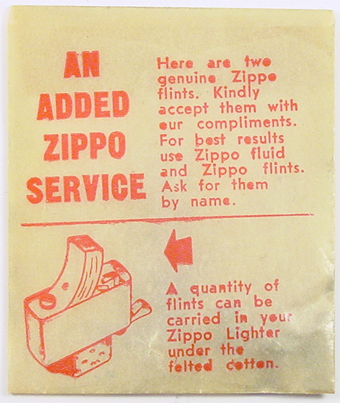 AN
ADDED
ZIPPO
SERVICE
Here are two
genuine Zippo
flints. Kindly
accept them with
our compliments.
For best results
use Zippo fluid
and Zippo flints.
Ask for them
by name.
A quantity of
flints can be
carried in your
Zippo Lighter
under the
felted cotton.